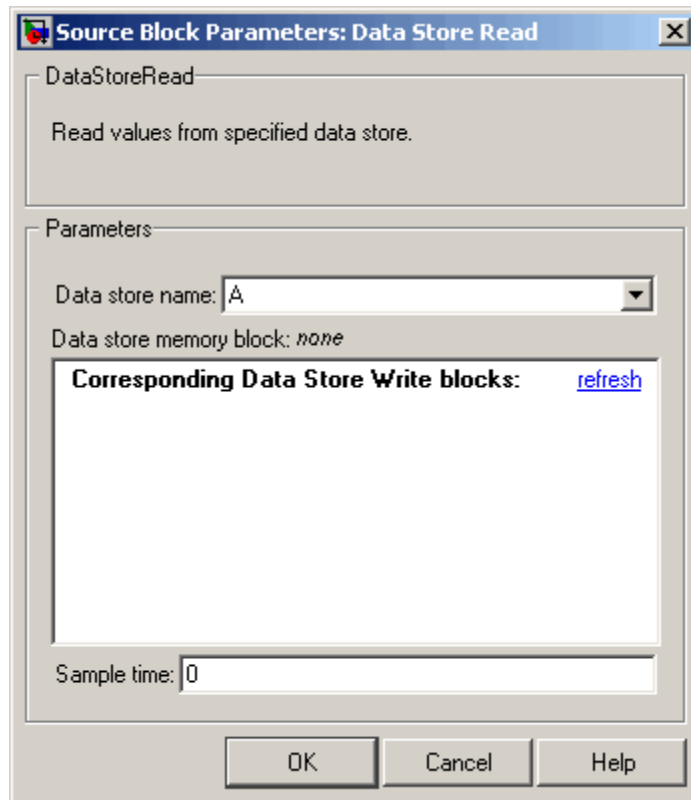 Source Block Parameters: Data Store Read
DataStoreRead
Read values from specified data store.
Parameters
Data store name: A
Data store memory block: none
Corresponding Data Store Write blocks: refresh
Sample time: 0
OK Cancel Help